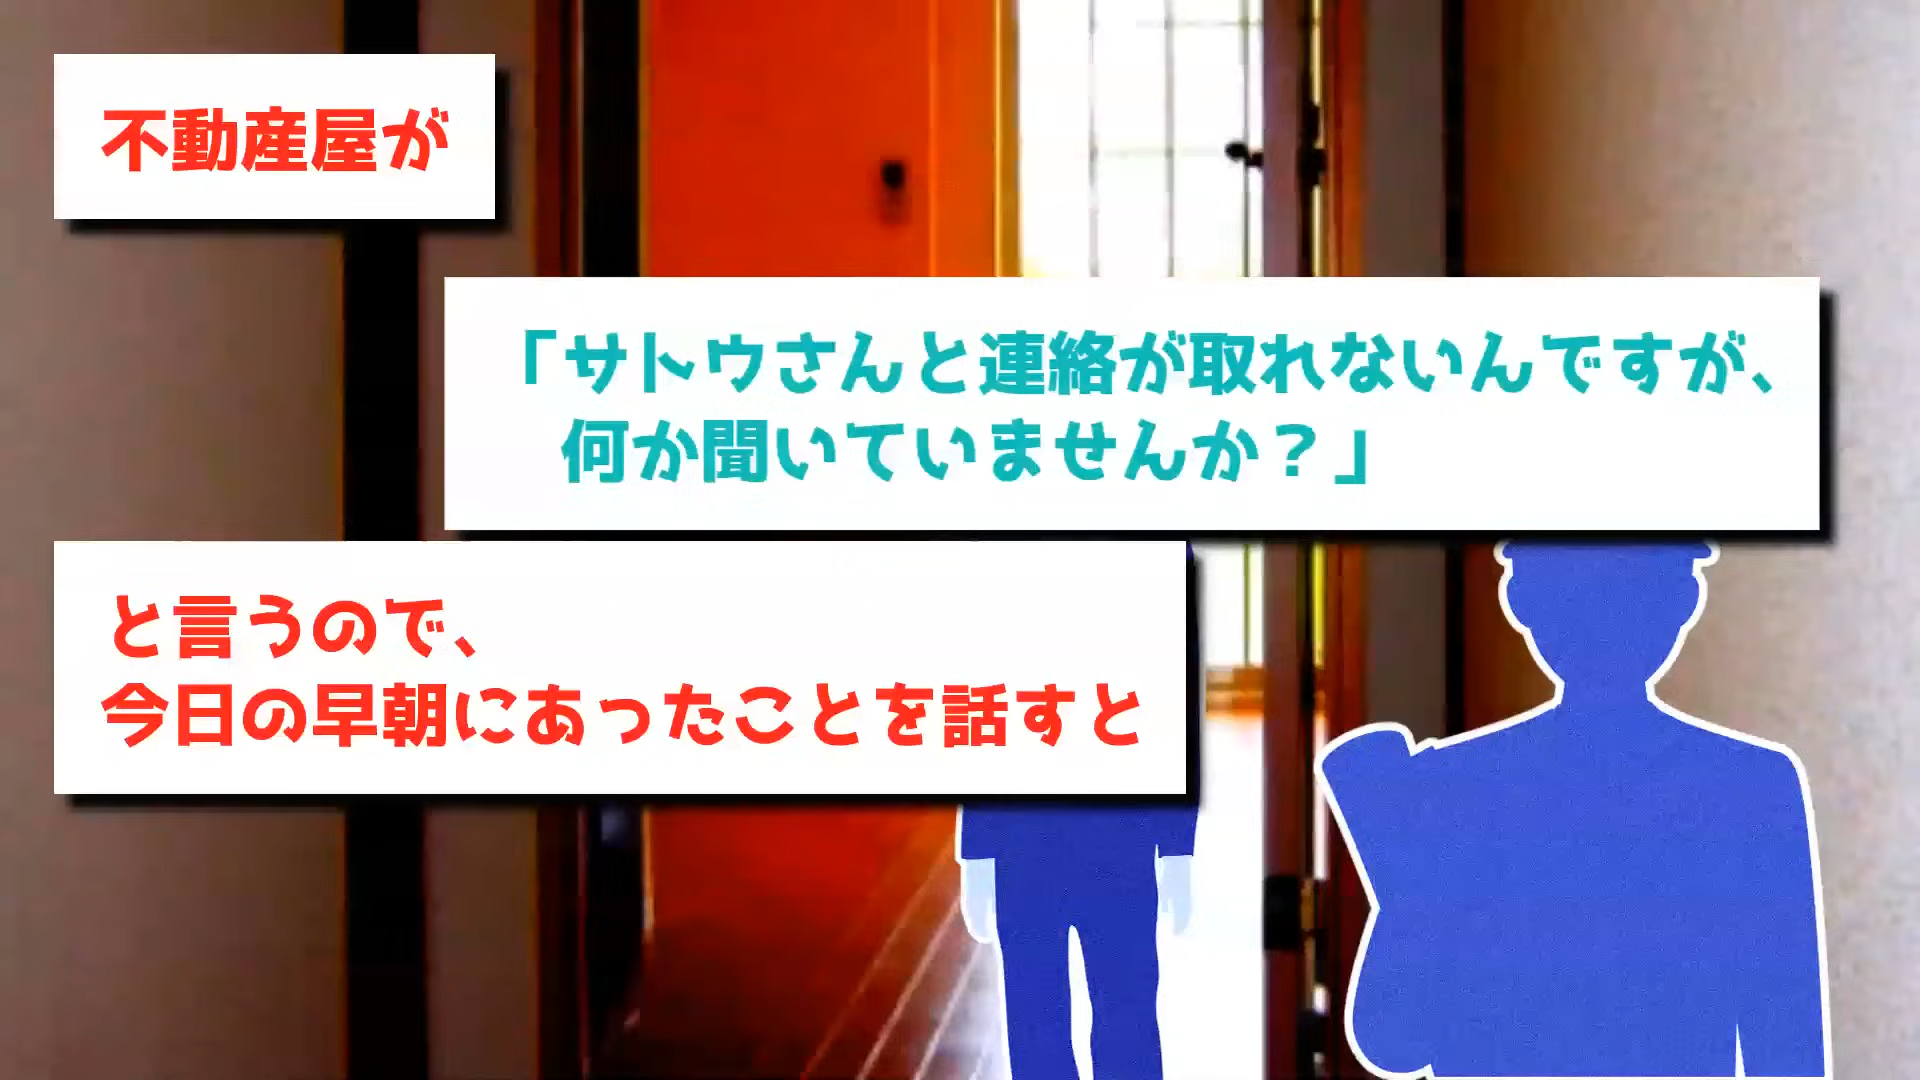 不動産屋が
「サトウさんと連絡が取れないんですが、
何か聞いていませんか？」
と言うので、
今日の早朝にあったことを話すと